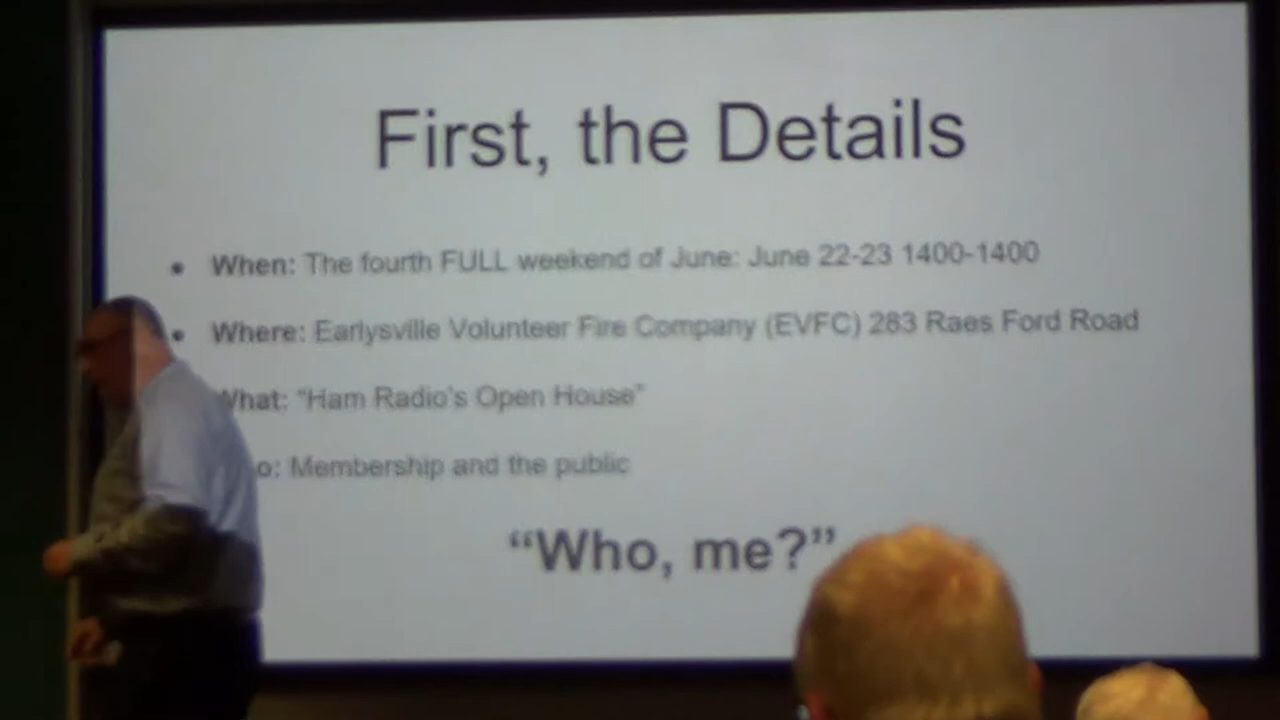 First, the Details
• When: The fourth FULL weekend of June: June 22-23 1400-1400
• Where: Earlysville Volunteer Fire Company (EVFC) 283 Raes Ford Road
What: “Ham Radio's Open House”
o: Membership and the public
“Who, me?”